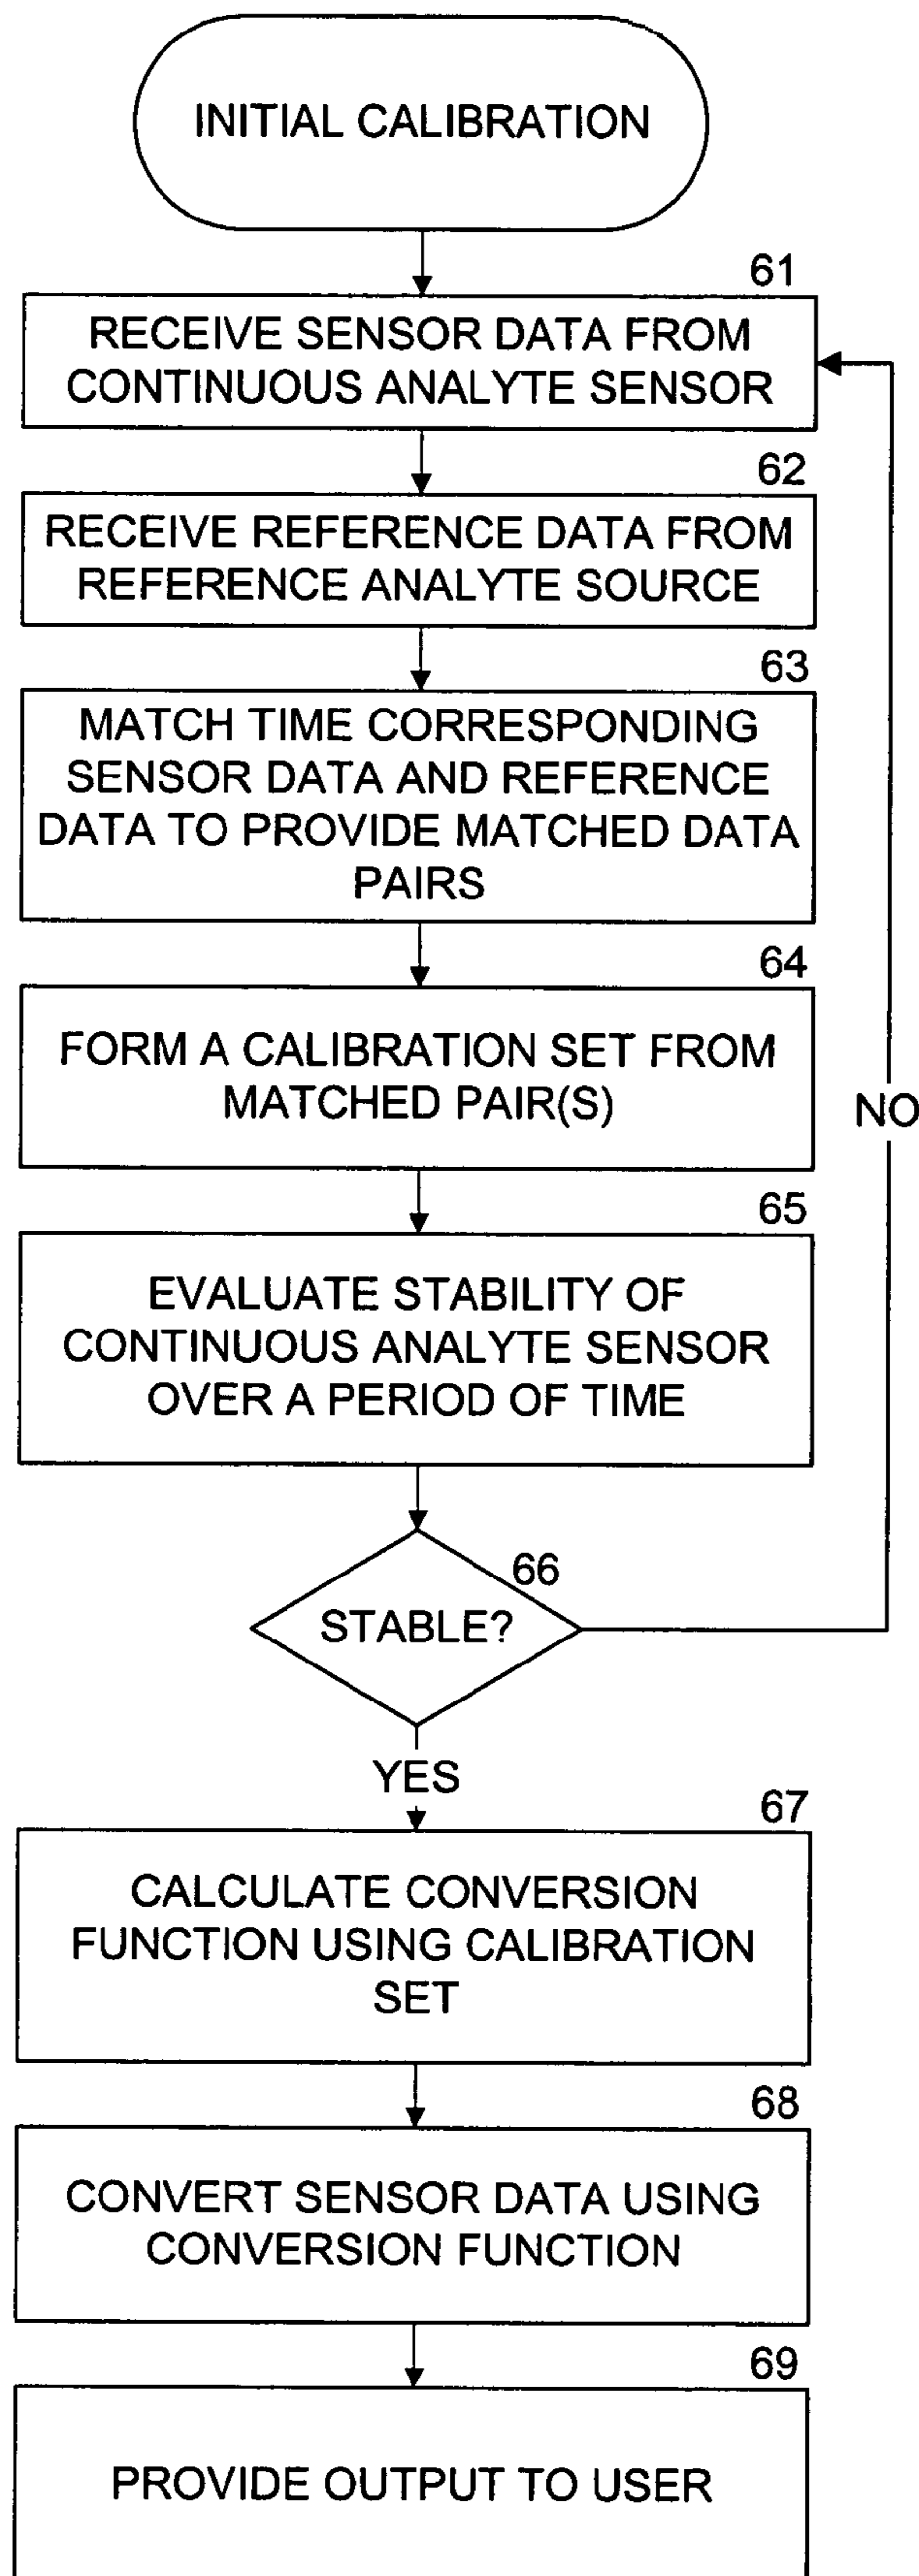 INITIAL CALIBRATION
61
RECEIVE SENSOR DATA FROM
CONTINUOUS ANALYTE SENSOR
62
RECEIVE REFERENCE DATA FROM
REFERENCE ANALYTE SOURCE
63
MATCH TIME CORRESPONDING
SENSOR DATA AND REFERENCE
DATA TO PROVIDE MATCHED DATA
PAIRS
64
FORM A CALIBRATION SET FROM
MATCHED PAIR(S)
NO
65
EVALUATE STABILITY OF
CONTINUOUS ANALYTE SENSOR
OVER A PERIOD OF TIME
66
STABLE?
YES
67
CALCULATE CONVERSION
FUNCTION USING CALIBRATION
SET
68
CONVERT SENSOR DATA USING
CONVERSION FUNCTION
69
PROVIDE OUTPUT TO USER